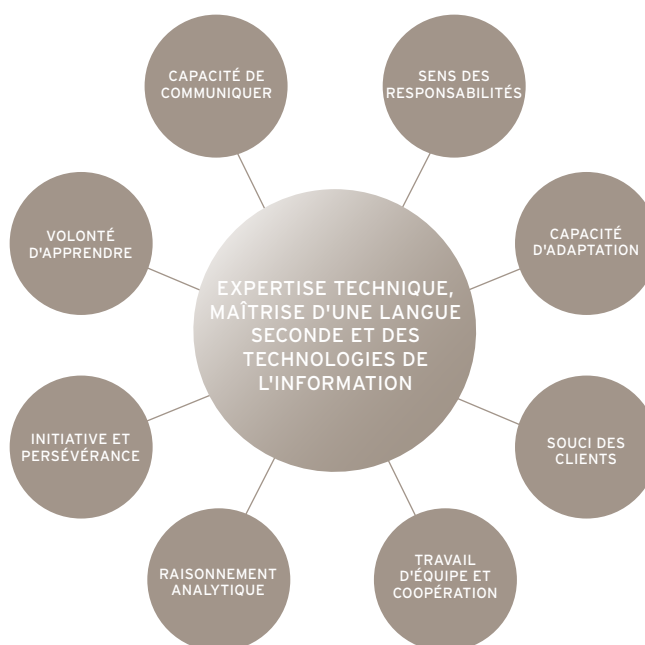 CAPACITÉ DE
COMMUNIQUER
SENS DES
RESPONSABILITÉS
VOLONTÉ
D'APPRENDRE
CAPACITÉ
D'ADAPTATION
EXPERTISE TECHNIQUE,
MAÎTRISE D'UNE LANGUE
SECONDE ET DES
TECHNOLOGIES DE
L'INFORMATION
INITIATIVE ET
PERSÉVÉRANCE
SOUCI DES
CLIENTS
RAISONNEMENT
ANALYTIQUE
TRAVAIL
D'ÉQUIPE ET
COOPÉRATION